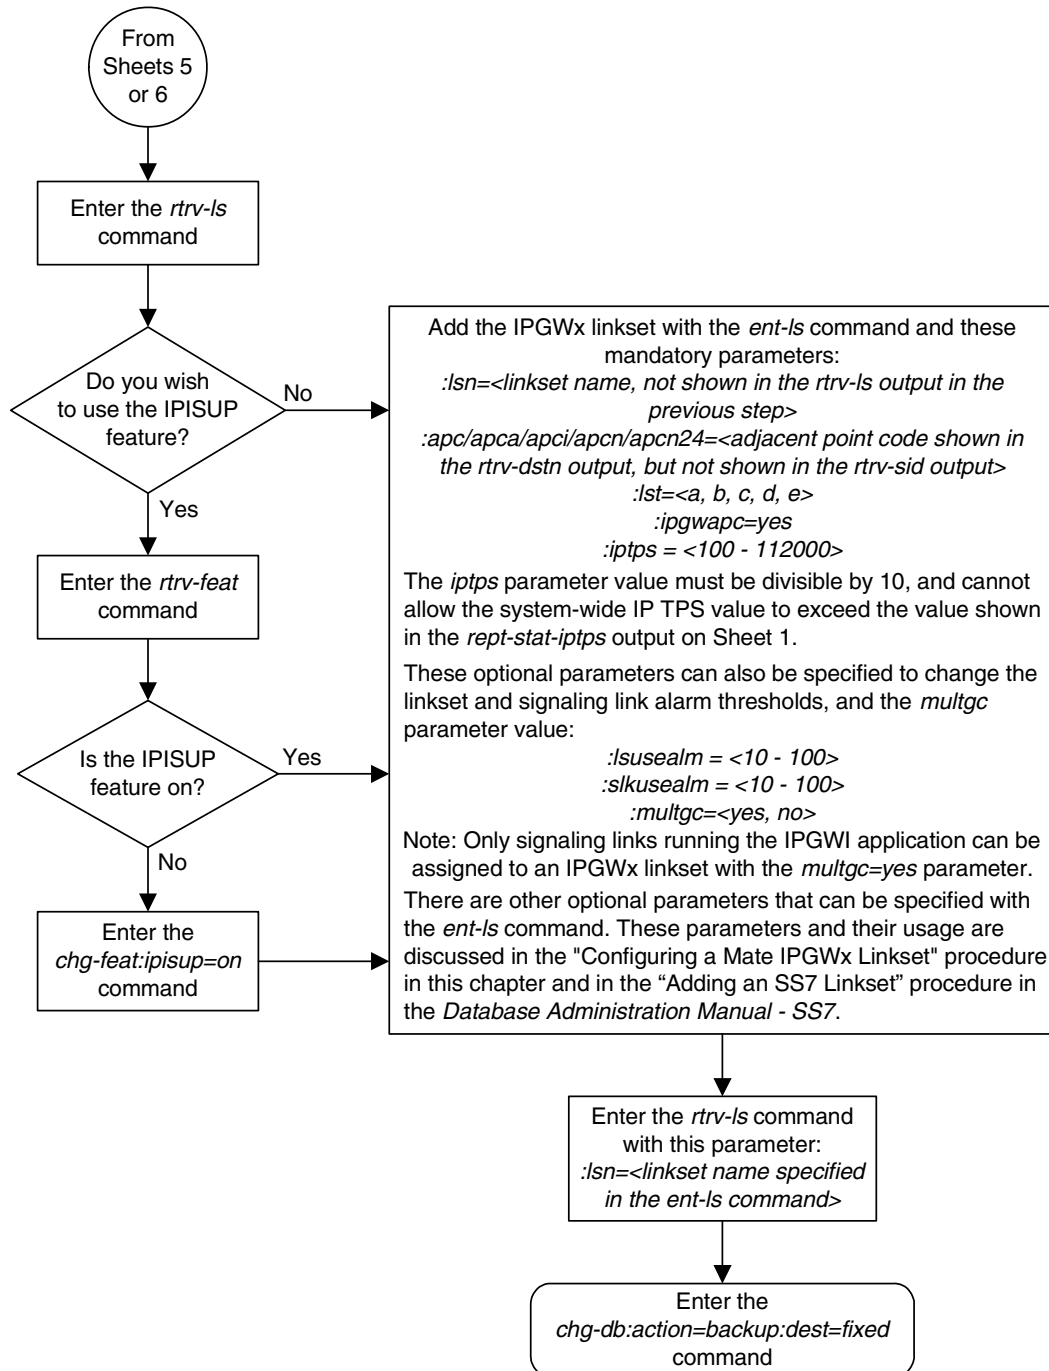 From
Sheets 5
or 6
Enter the rtrv-ls
command
Do you wish
to use the IPISUP
feature?
No
Yes
Enter the rtrv-feat
command
Is the IPISUP
feature on?
Yes
No
Enter the
chg-feat:ipisup=on
command
Add the IPGWx linkset with the ent-ls command and these
mandatory parameters:
:lsn=<linkset name, not shown in the rtrv-ls output in the
previous step>
:apc/apca/apci/apcn/apcn24=<adjacent point code shown in
the rtrv-dstn output, but not shown in the rtrv-sid output>
:lst=<a, b, c, d, e>
:ipgwapc=yes
:iptps = <100 - 112000>
The iptps parameter value must be divisible by 10, and cannot
allow the system-wide IP TPS value to exceed the value shown
in the rept-stat-iptps output on Sheet 1.
These optional parameters can also be specified to change the
linkset and signaling link alarm thresholds, and the multgc
parameter value:
:lsusealm = <10 - 100>
:slkusealm = <10 - 100>
:multgc=<yes, no>
Note: Only signaling links running the IPGWI application can be
assigned to an IPGWx linkset with the multgc=yes parameter.
There are other optional parameters that can be specified with
the ent-ls command. These parameters and their usage are
discussed in the "Configuring a Mate IPGWx Linkset" procedure
in this chapter and in the “Adding an SS7 Linkset” procedure in
the Database Administration Manual - SS7.
Enter the rtrv-ls command
with this parameter:
:lsn=<linkset name specified
in the ent-ls command>
Enter the
chg-db:action=backup:dest=fixed
command